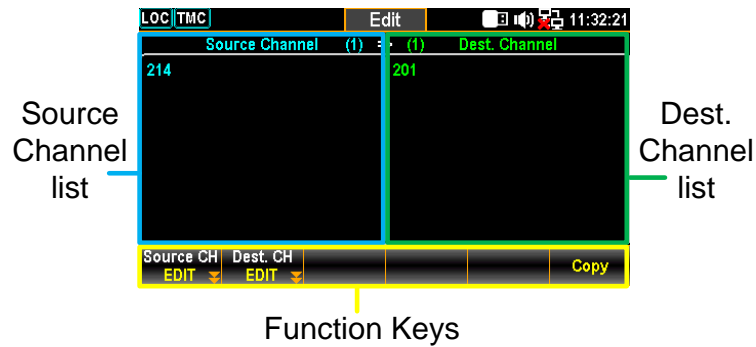 LOC TMC Edit 11:32:21
Source Channel (1) (1) Dest. Channel
214 201
Source
Channel
list
Dest.
Channel
list
Source CH Dest. CH
EDIT EDIT Copy
Function Keys